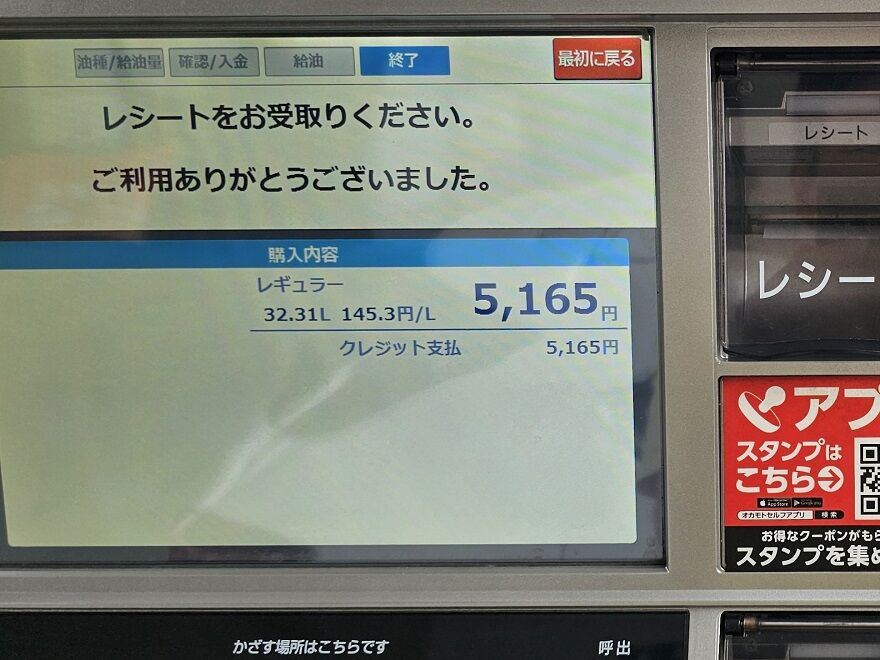 油種/給油量 確認/入金 給油 終了 最初に戻る
レシートをお受取りください。
ご利用ありがとうございました。
購入内容
レギュラー
32.31L 145.3円/L 5,165円
クレジット支払 5,165円
レシート
レシー
アプ
スタンプは
こちら
App Store Google play
オカモトセルフアプリ 検索
お得なクーポンがもら
スタンプを集め
かざす場所はこちらです 呼出